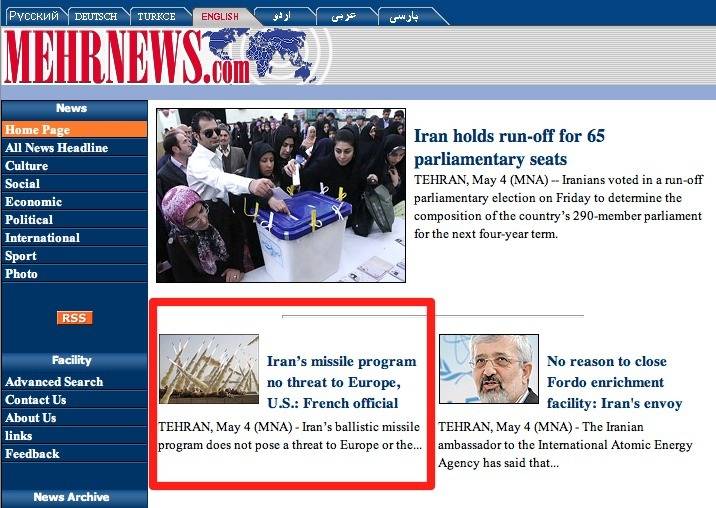 Русский
DEUTSCH
TURKCE
ENGLISH
اردو
عربی
پارسی
MEHRNEWS.com
News
Home Page
All News Headline
Culture
Social
Economic
Political
International
Sport
Photo
RSS
Facility
Advanced Search
Contact Us
About Us
links
Feedback
News Archive
Iran holds run-off for 65
parliamentary seats
TEHRAN, May 4 (MNA) -- Iranians voted in a run-off
parliamentary election on Friday to determine the
composition of the country's 290-member parliament
for the next four-year term.
Iran's missile program
no threat to Europe,
U.S.: French official
TEHRAN, May 4 (MNA) - Iran's ballistic missile
program does not pose a threat to Europe or the...
No reason to close
Fordo enrichment
facility: Iran's envoy
TEHRAN, May 4 (MNA) - The Iranian
ambassador to the International Atomic Energy
Agency has said that...